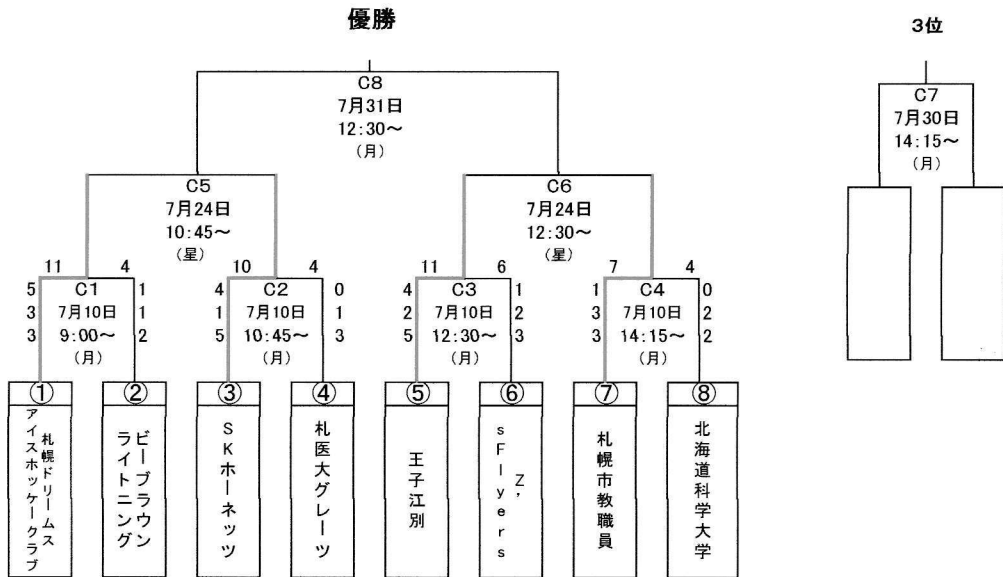 優勝
3位
C8
7月31日
12:30～
(月)
C7
7月30日
14:15～
(月)
C5
7月24日
10:45～
(星)
C6
7月24日
12:30～
(星)
11 4
10 4
11 6
7 4
5 C1 1
3 7月10日 1
3 9:00～ 2
(月)
4 C2 0
1 7月10日 1
5 10:45～ 3
(月)
4 C3 1
2 7月10日 2
5 12:30～ 3
(月)
1 C4 0
3 7月10日 2
3 14:15～ 2
(月)
①
札幌ドリームス
アイスホッケークラブ
②
ビーブラウン
ライトニング
③
SKホーネッツ
④
札医大グレーツ
⑤
王子江別
⑥
Z’
sFlyers
⑦
札幌市教職員
⑧
北海道科学大学